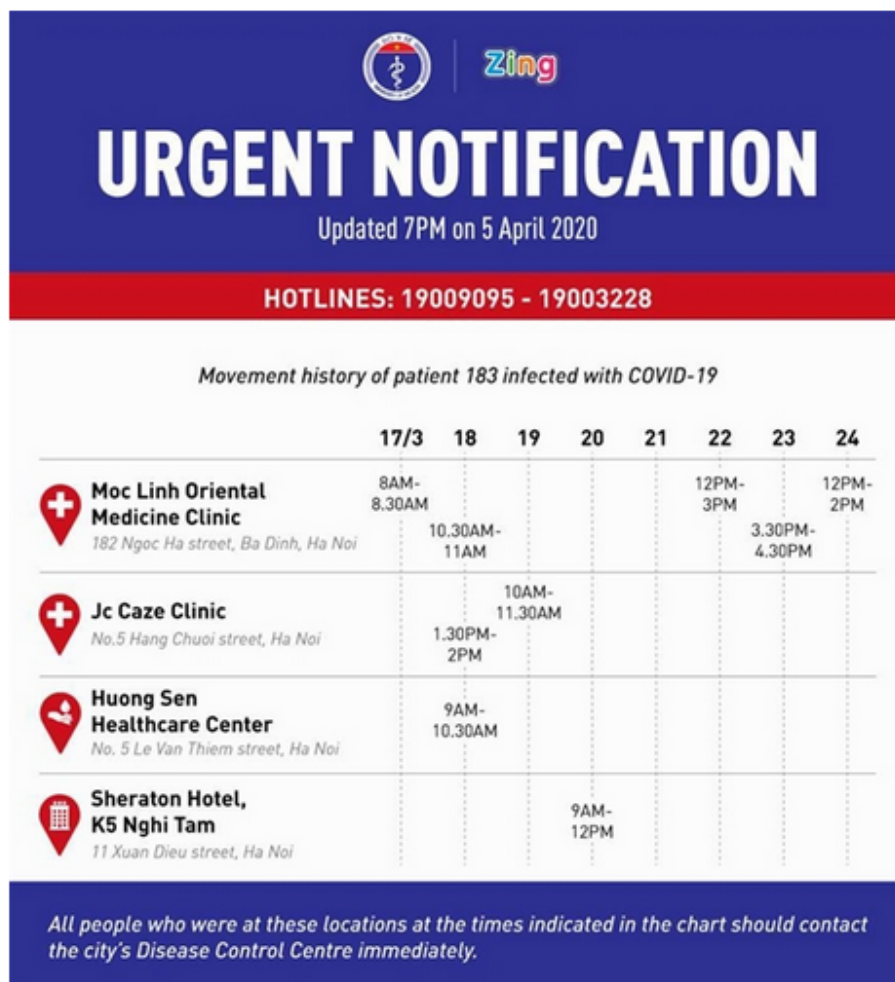 Zing
URGENT NOTIFICATION
Updated 7PM on 5 April 2020
HOTLINES: 19009095 - 19003228
Movement history of patient 183 infected with COVID-19
17/3 18 19 20 21 22 23 24
Moc Linh Oriental
Medicine Clinic
182 Ngoc Ha street, Ba Dinh, Ha Noi
8AM-
8.30AM
10.30AM-
11AM
12PM-
3PM
3.30PM-
4.30PM
12PM-
2PM
Jc Caze Clinic
No.5 Hang Chuoi street, Ha Noi
1.30PM-
2PM
10AM-
11.30AM
Huong Sen
Healthcare Center
No. 5 Le Van Thiem street, Ha Noi
9AM-
10.30AM
Sheraton Hotel,
K5 Nghi Tam
11 Xuan Dieu street, Ha Noi
9AM-
12PM
All people who were at these locations at the times indicated in the chart should contact
the city's Disease Control Centre immediately.